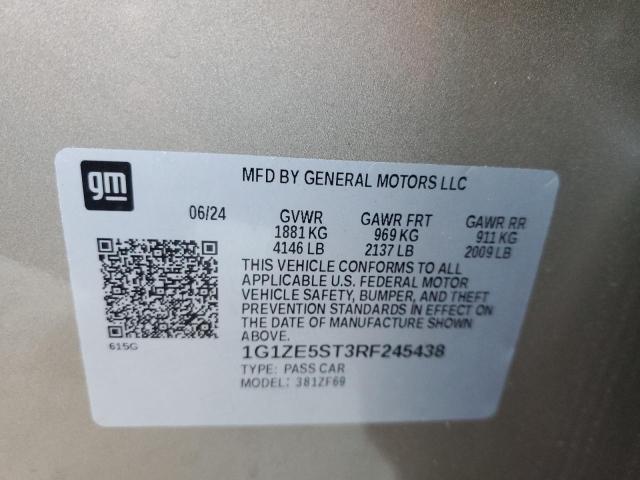 gm
MFD BY GENERAL MOTORS LLC
06/24 GVWR GAWR FRT GAWR RR
1881 KG 969 KG 911 KG
4146 LB 2137 LB 2009 LB
THIS VEHICLE CONFORMS TO ALL
APPLICABLE U.S. FEDERAL MOTOR
VEHICLE SAFETY, BUMPER, AND THEFT
PREVENTION STANDARDS IN EFFECT ON
THE DATE OF MANUFACTURE SHOWN
ABOVE.
615G
1G1ZE5ST3RF245438
TYPE: PASS CAR
MODEL: 381ZF69